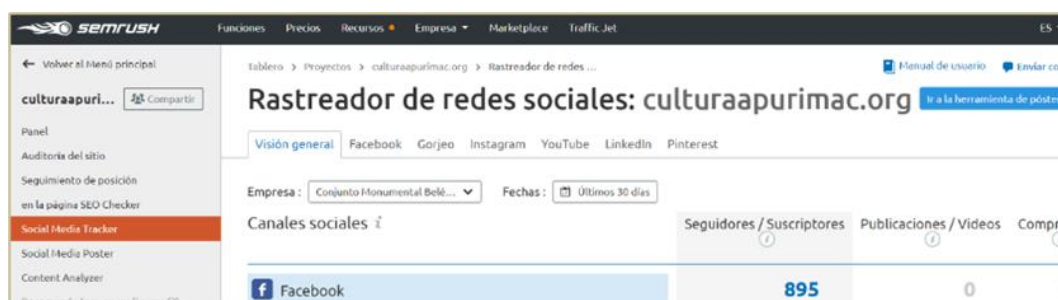 semrush Funciones Precios Recursos Empresa Marketplace Traffic Jet ES
← Volver al Menú principal
Tablero > Proyectos > culturaapurimac.org > Rastreador de redes ...
Manual de usuario Enviar co
culturaapuri... Compartir
Rastreador de redes sociales: culturaapurimac.org
Ir a la herramienta de póster
Panel
Auditoría del sitio
Seguimiento de posición
en la página SEO Checker
Social Media Tracker
Social Media Poster
Content Analyzer
Visión general Facebook Gorjeo Instagram YouTube LinkedIn Pinterest
Empresa : Conjunto Monumental Belé... Fechas : Últimos 30 días
Canales sociales i Seguidores / Suscriptores Publicaciones / Videos Compr
Facebook 895 0